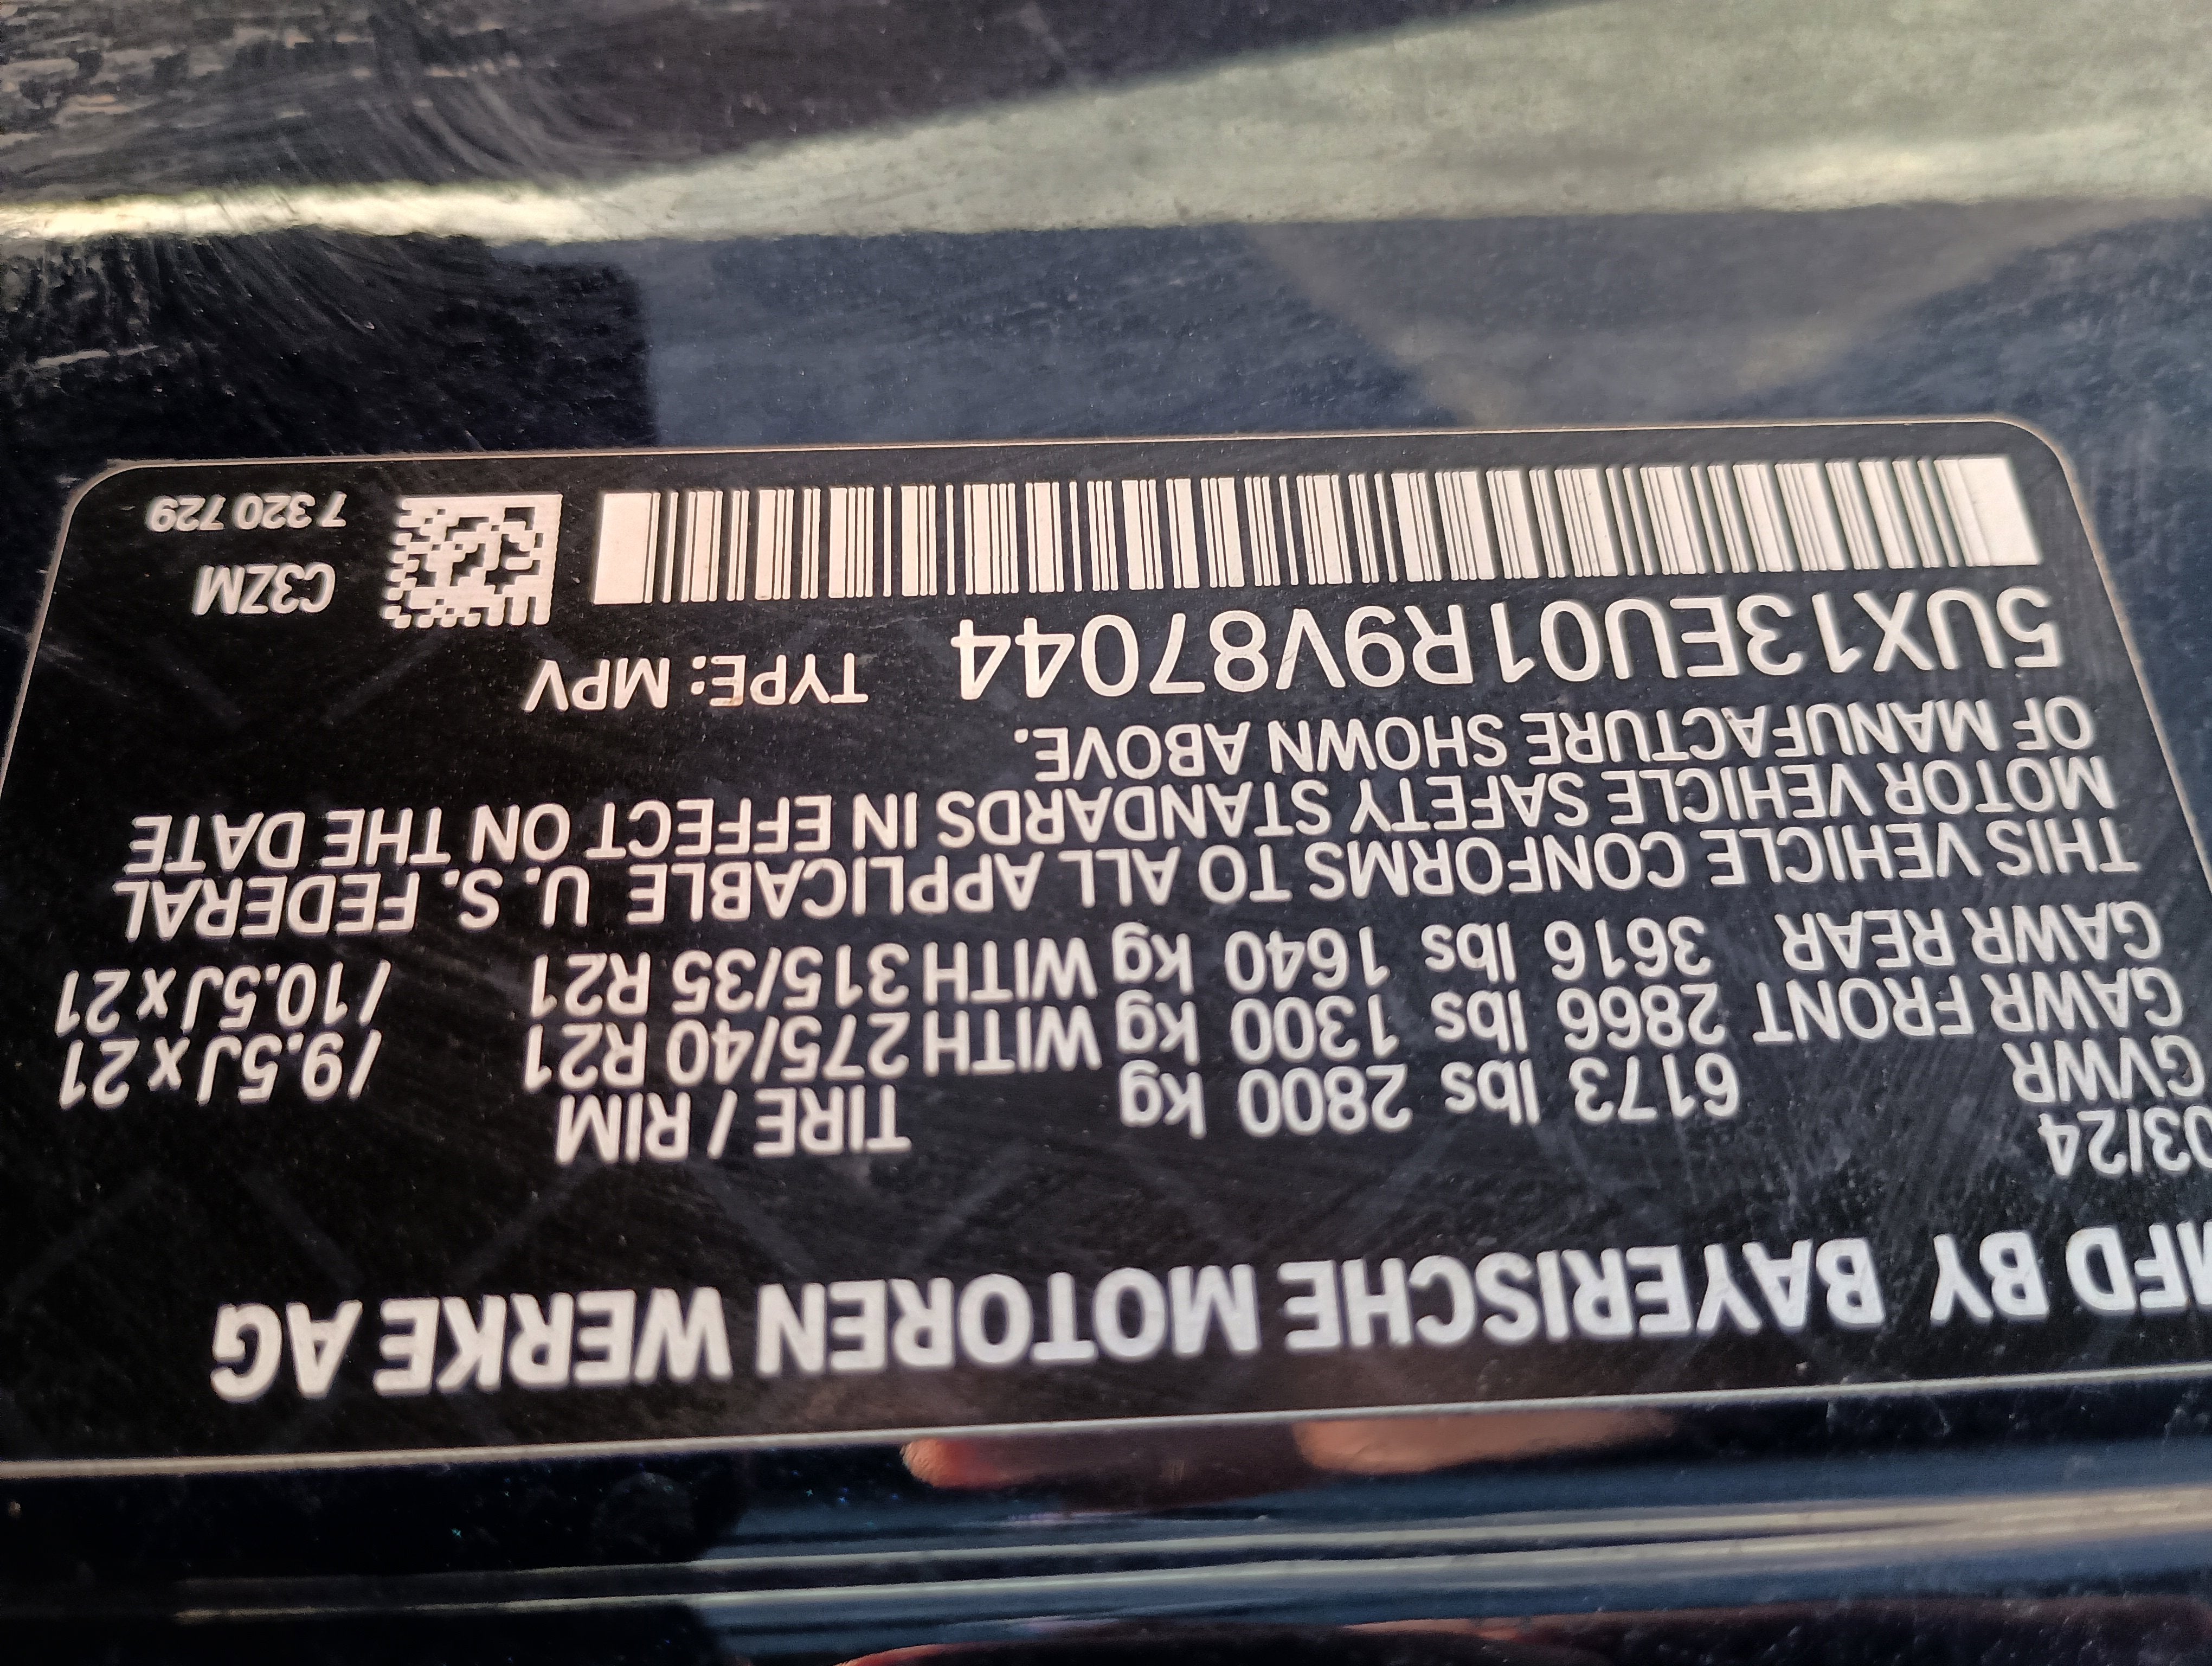 MFD BY BAYERISCHE MOTOREN WERKE AG
03/24
TIRE / RIM
GVWR 6173 lbs 2800 kg
GAWR FRONT 2866 lbs 1300 kg WITH 275/40 R21 /9.5J x 21
GAWR REAR 3616 lbs 1640 kg WITH 315/35 R21 /10.5J x 21
THIS VEHICLE CONFORMS TO ALL APPLICABLE U. S. FEDERAL
MOTOR VEHICLE SAFETY STANDARDS IN EFFECT ON THE DATE
OF MANUFACTURE SHOWN ABOVE.
5UX13EU01R9V87044 TYPE: MPV
C3ZM
7 320 729